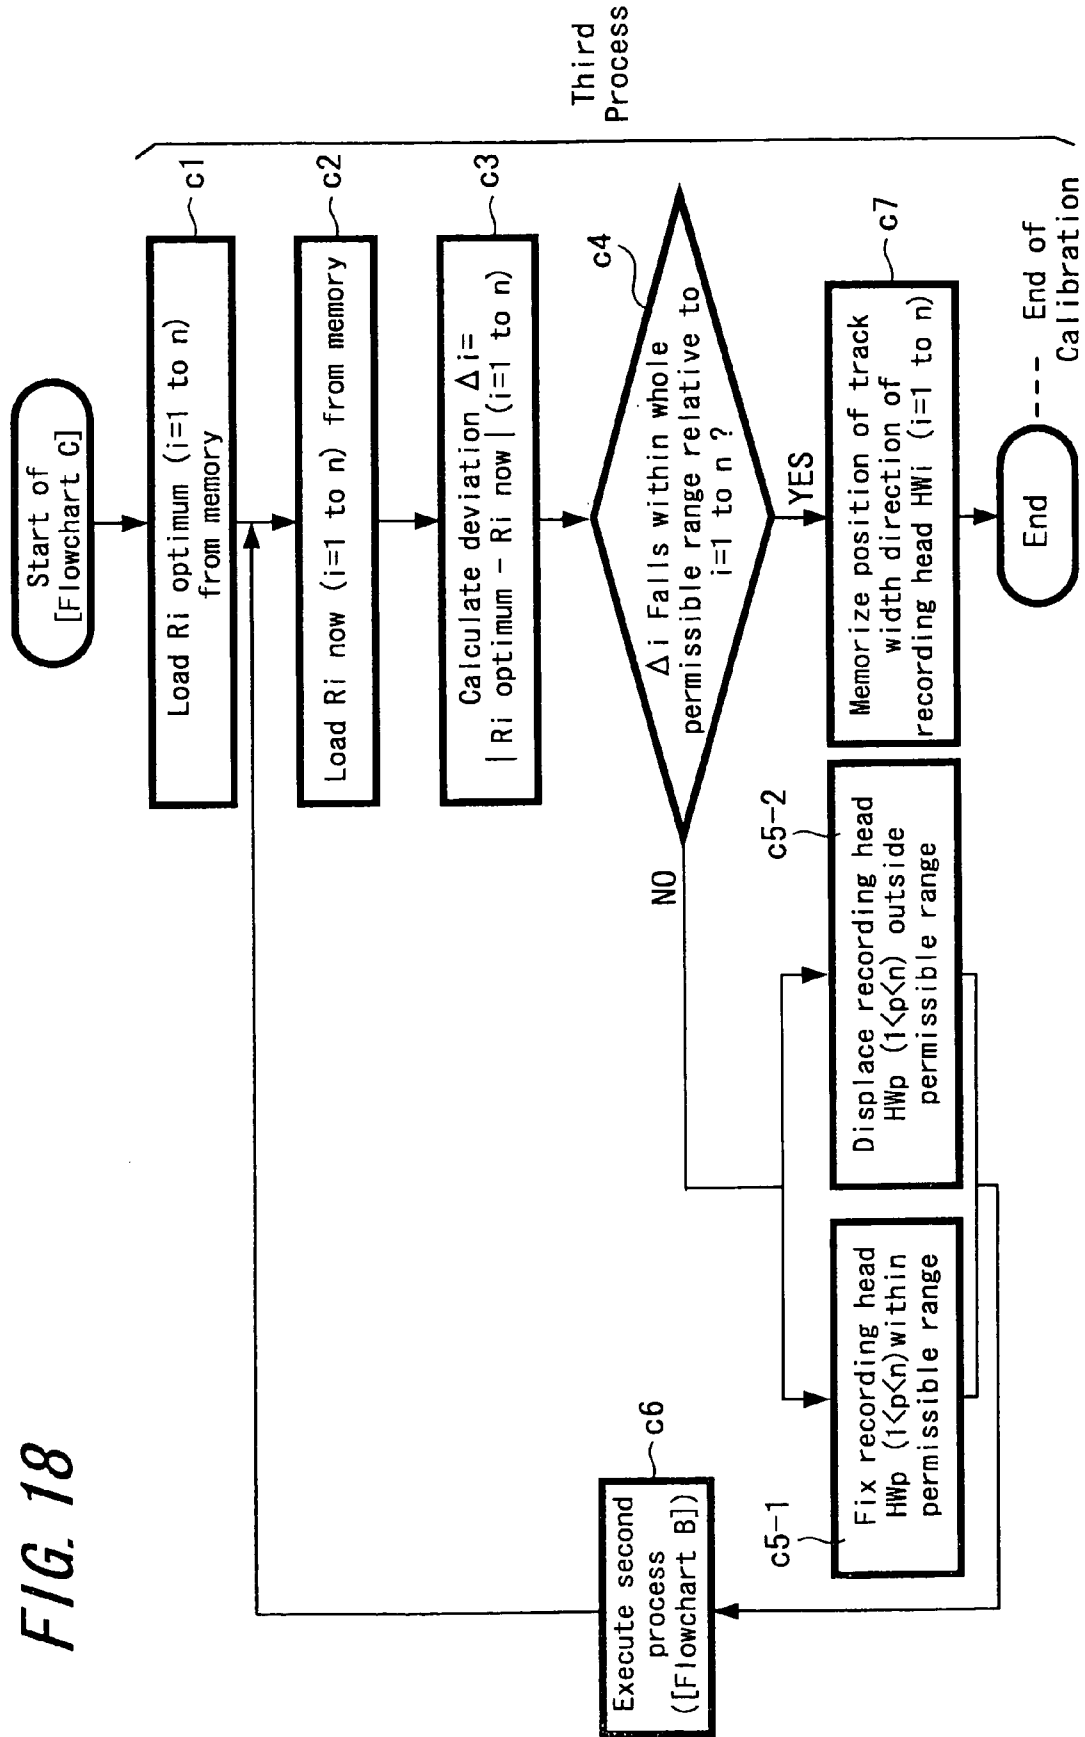 FIG. 18
Start of
[Flowchart C]
Load Ri optimum (i=1 to n)
from memory
c1
Load Ri now (i=1 to n) from memory
c2
Calculate deviation Δi=
| Ri optimum − Ri now | (i=1 to n)
c3
c4
Δi Falls within whole
permissible range relative to
i=1 to n ?
NO
YES
c5-1
Fix recording head
HWp (1<p<n)within
permissible range
c5-2
Displace recording head
HWp (1<p<n) outside
permissible range
c6
Execute second
process
([Flowchart B])
c7
Memorize position of track
width direction of
recording head HWi (i=1 to n)
End
End of
Calibration
Third
Process